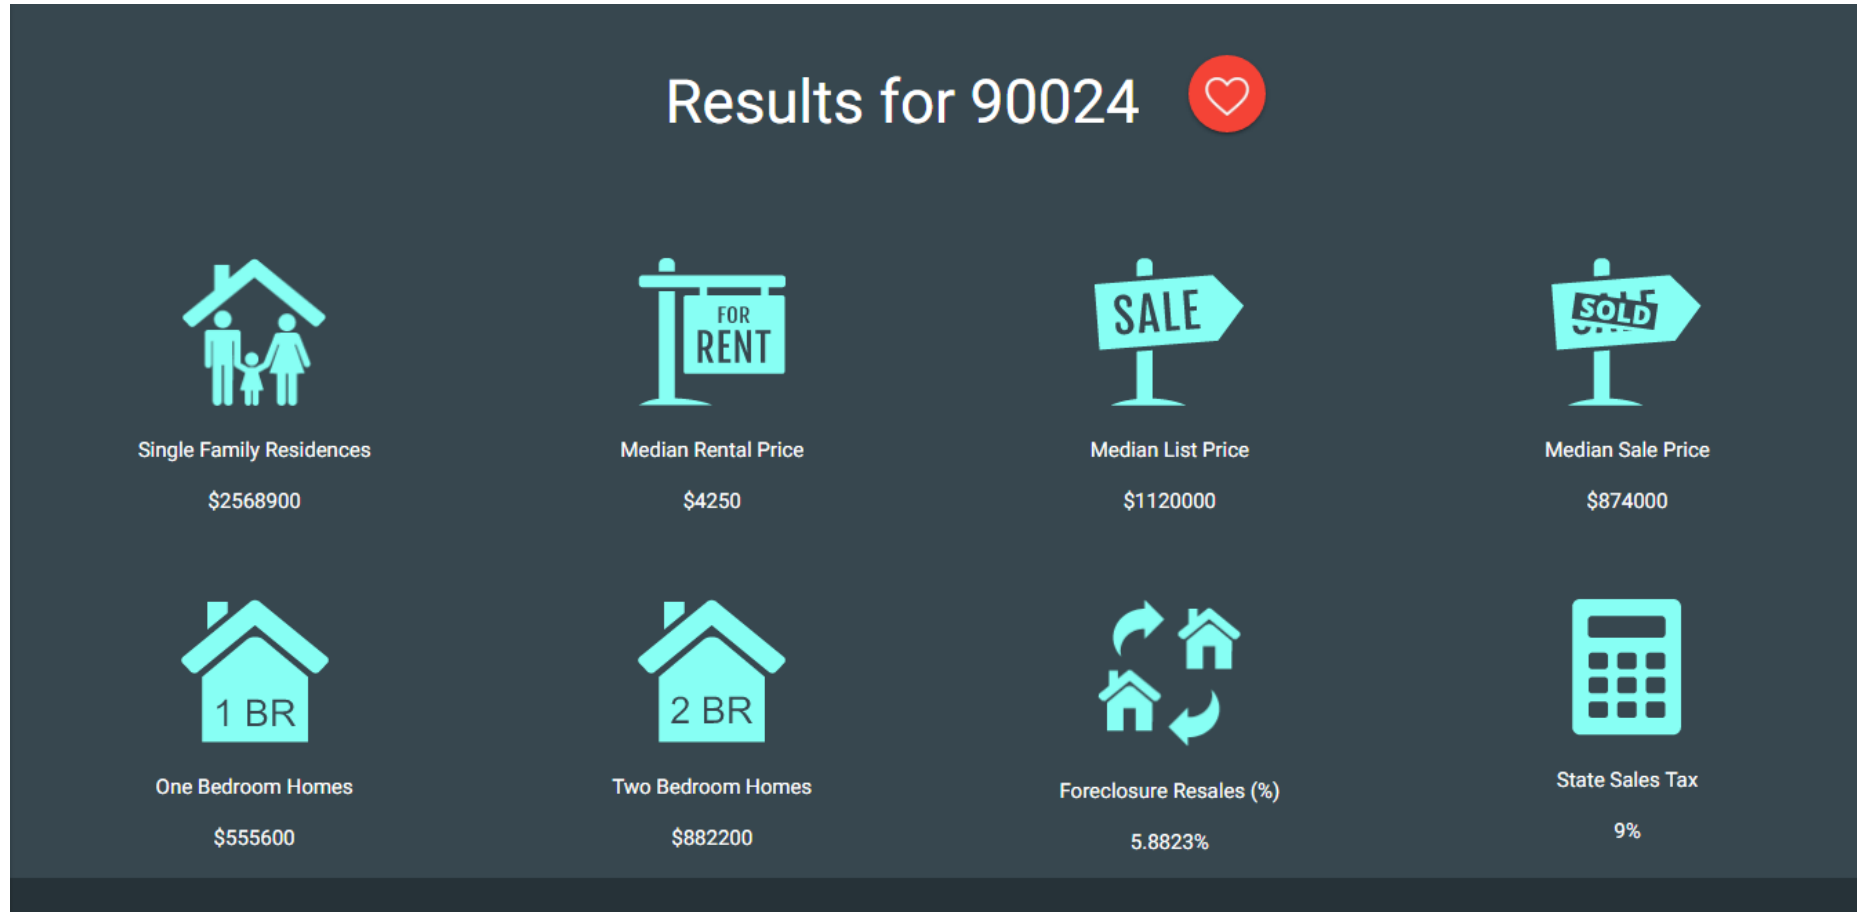 Results for 90024
FOR
RENT
SALE
SOLD
Single Family Residences
Median Rental Price
Median List Price
Median Sale Price
$2568900
$4250
$1120000
$874000
1 BR
2 BR
One Bedroom Homes
Two Bedroom Homes
Foreclosure Resales (%)
State Sales Tax
$555600
$882200
5.8823%
9%